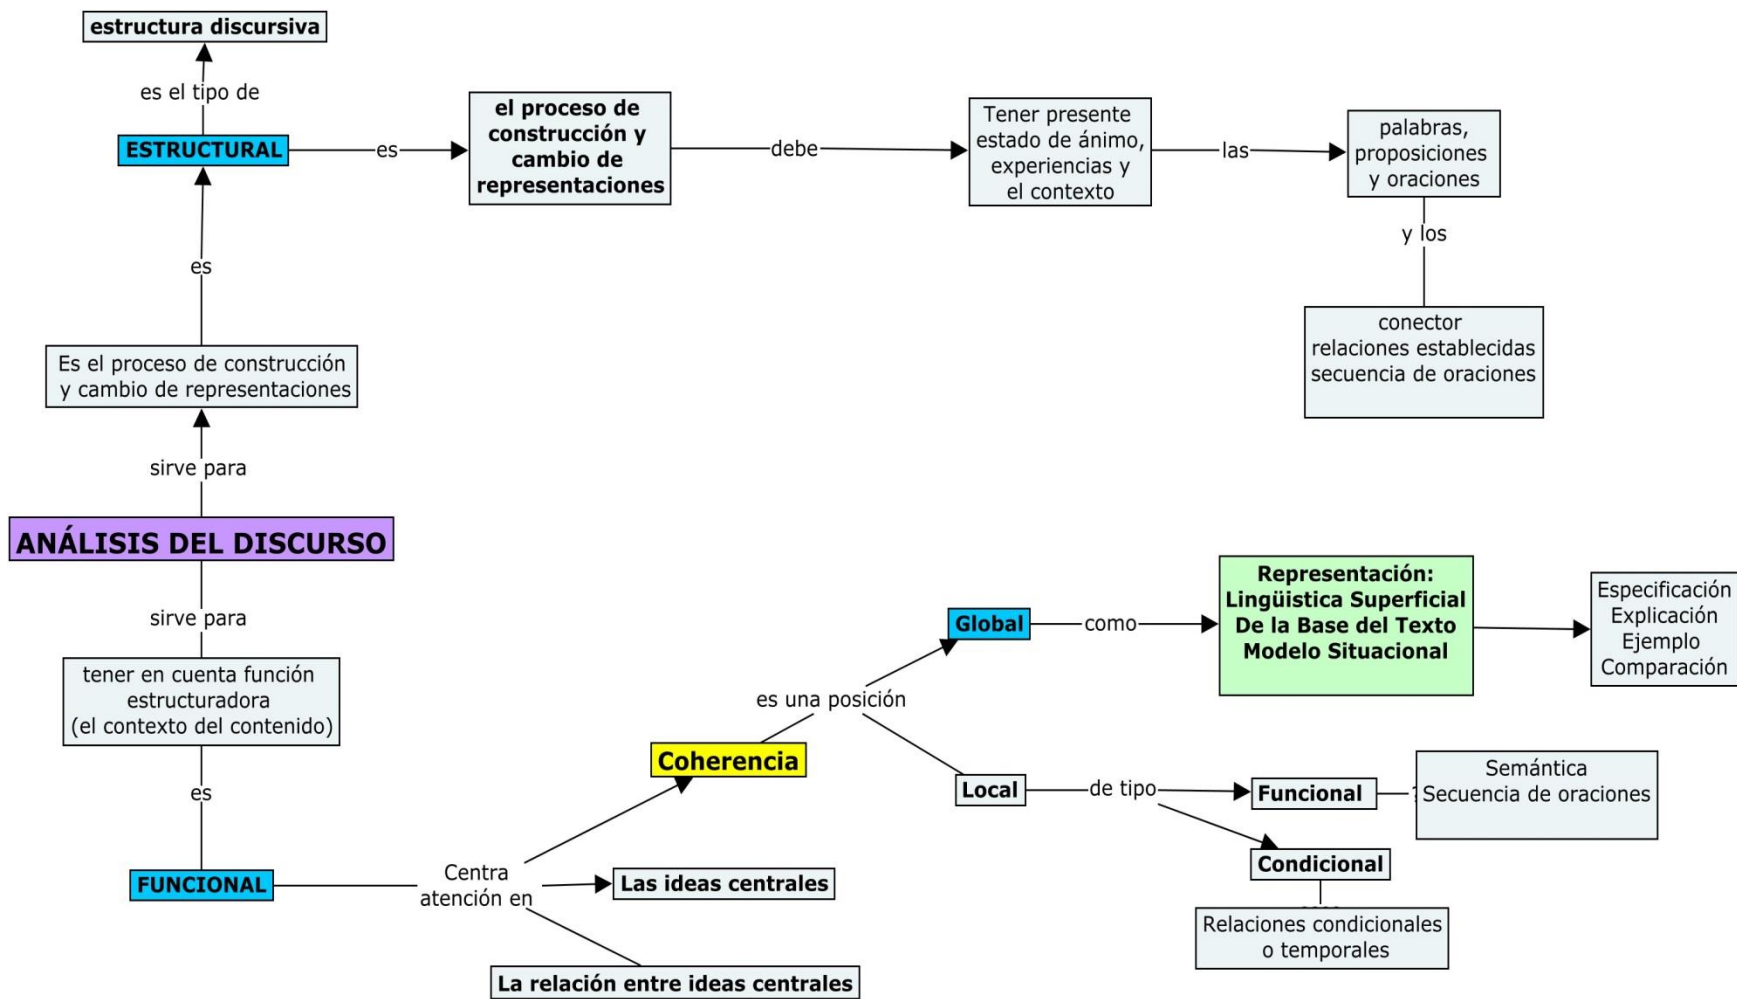 estructura discursiva
es el tipo de
ESTRUCTURAL
es
el proceso de
construcción y
cambio de
representaciones
debe
Tener presente
estado de ánimo,
experiencias y
el contexto
las
palabras,
proposiciones
y oraciones
y los
conector
relaciones establecidas
secuencia de oraciones
es
Es el proceso de construcción
y cambio de representaciones
sirve para
ANÁLISIS DEL DISCURSO
sirve para
tener en cuenta función
estructuradora
(el contexto del contenido)
es
FUNCIONAL
Centra
atención en
Coherencia
Las ideas centrales
La relación entre ideas centrales
es una posición
Global
como
Representación:
Lingüistica Superficial
De la Base del Texto
Modelo Situacional
Especificación
Explicación
Ejemplo
Comparación
Local
de tipo
Funcional
Semántica
Secuencia de oraciones
Condicional
Relaciones condicionales
o temporales